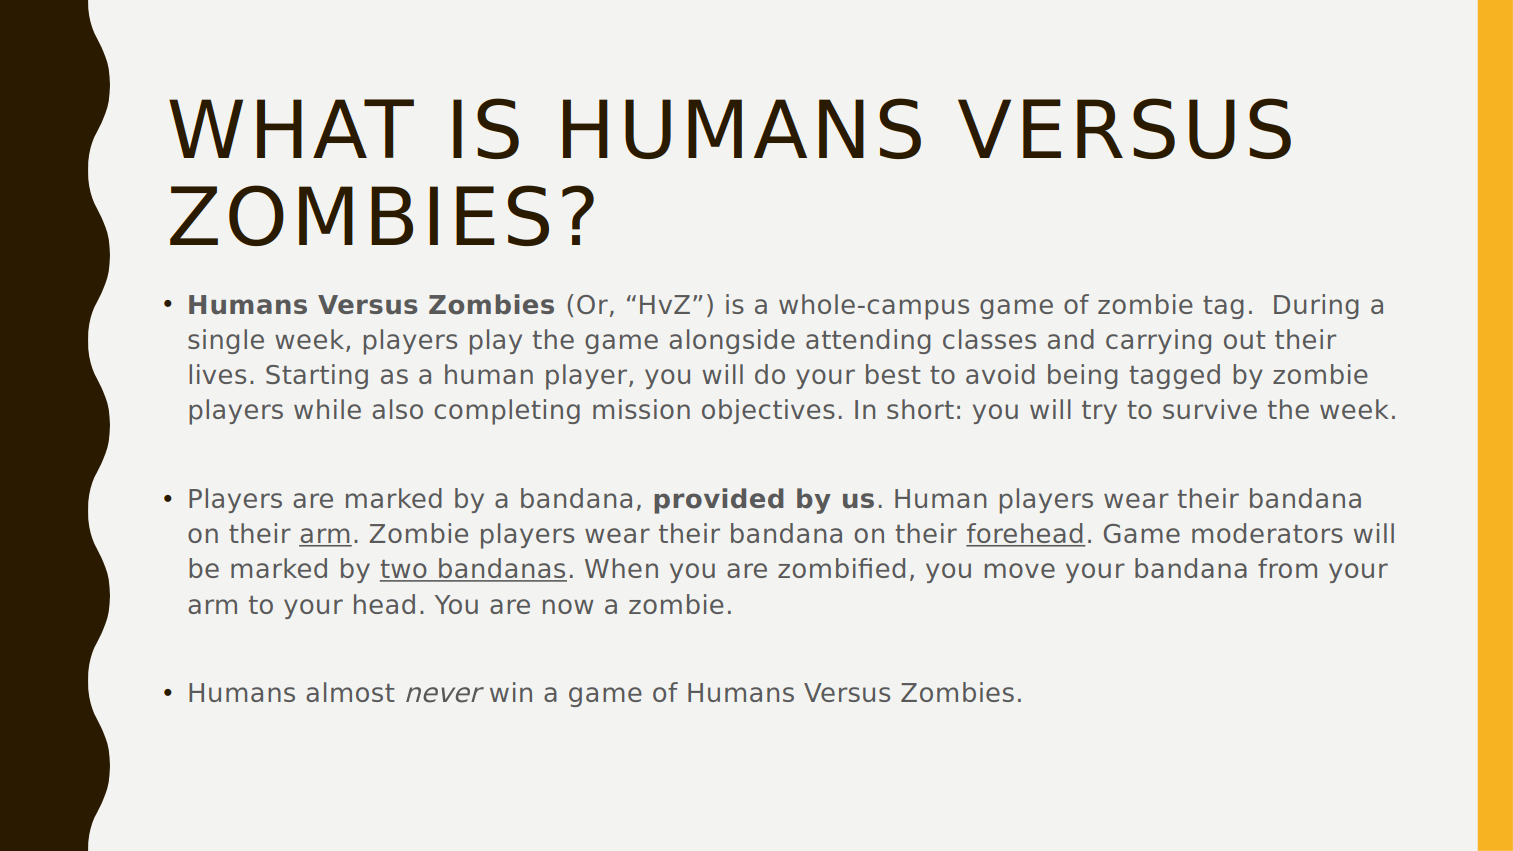 WHAT IS HUMANS VERSUS
ZOMBIES?
• Humans Versus Zombies (Or, “HvZ”) is a whole-campus game of zombie tag.  During a
single week, players play the game alongside attending classes and carrying out their
lives. Starting as a human player, you will do your best to avoid being tagged by zombie
players while also completing mission objectives. In short: you will try to survive the week.
• Players are marked by a bandana, provided by us. Human players wear their bandana
on their arm. Zombie players wear their bandana on their forehead. Game moderators will
be marked by two bandanas. When you are zombified, you move your bandana from your
arm to your head. You are now a zombie.
• Humans almost never win a game of Humans Versus Zombies.